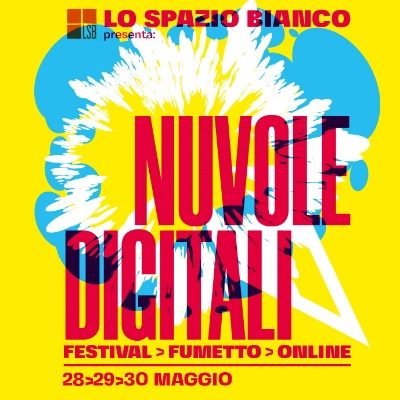 LSB
LO SPAZIO BIANCO
presenta:
NUVOLE
DIGITALI
FESTIVAL > FUMETTO > ONLINE
28>29>30 MAGGIO